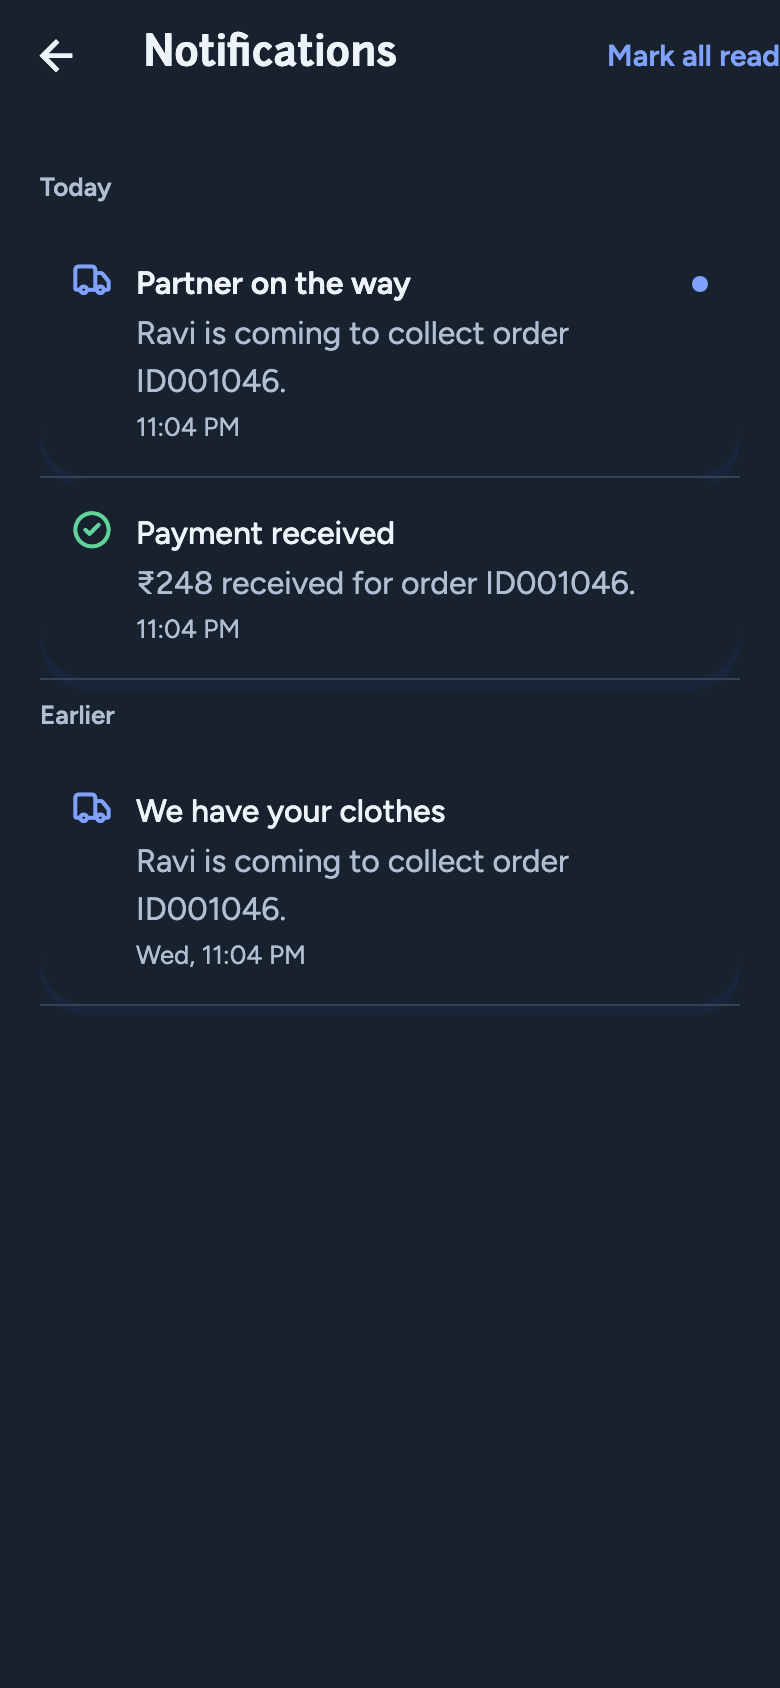 Notifications
Mark all read
Today
Partner on the way
Ravi is coming to collect order
ID001046.
11:04 PM
Payment received
₹248 received for order ID001046.
11:04 PM
Earlier
We have your clothes
Ravi is coming to collect order
ID001046.
Wed, 11:04 PM